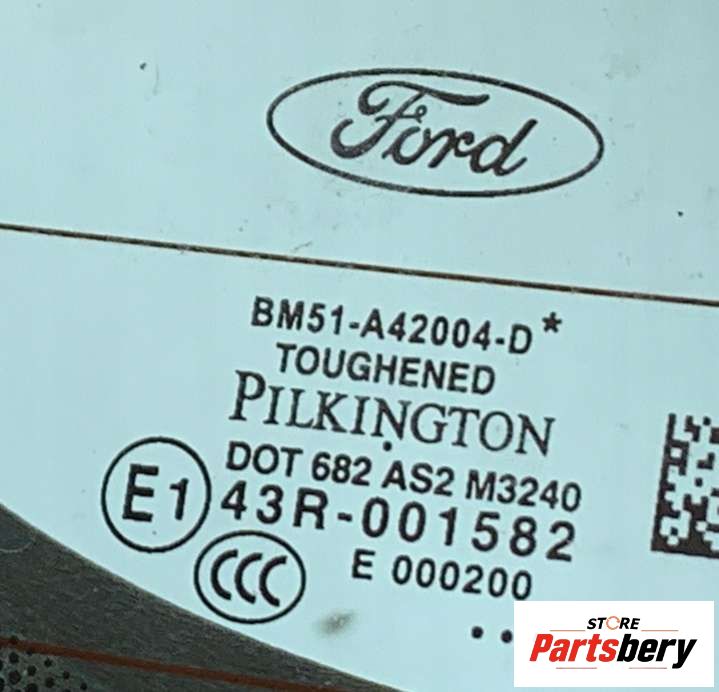 Ford
BM51-A42004-D*
TOUGHENED
PILKINGTON
DOT 682 AS2 M3240
E1 43R-001582
CCC
E 000200
STORE
Partsbery